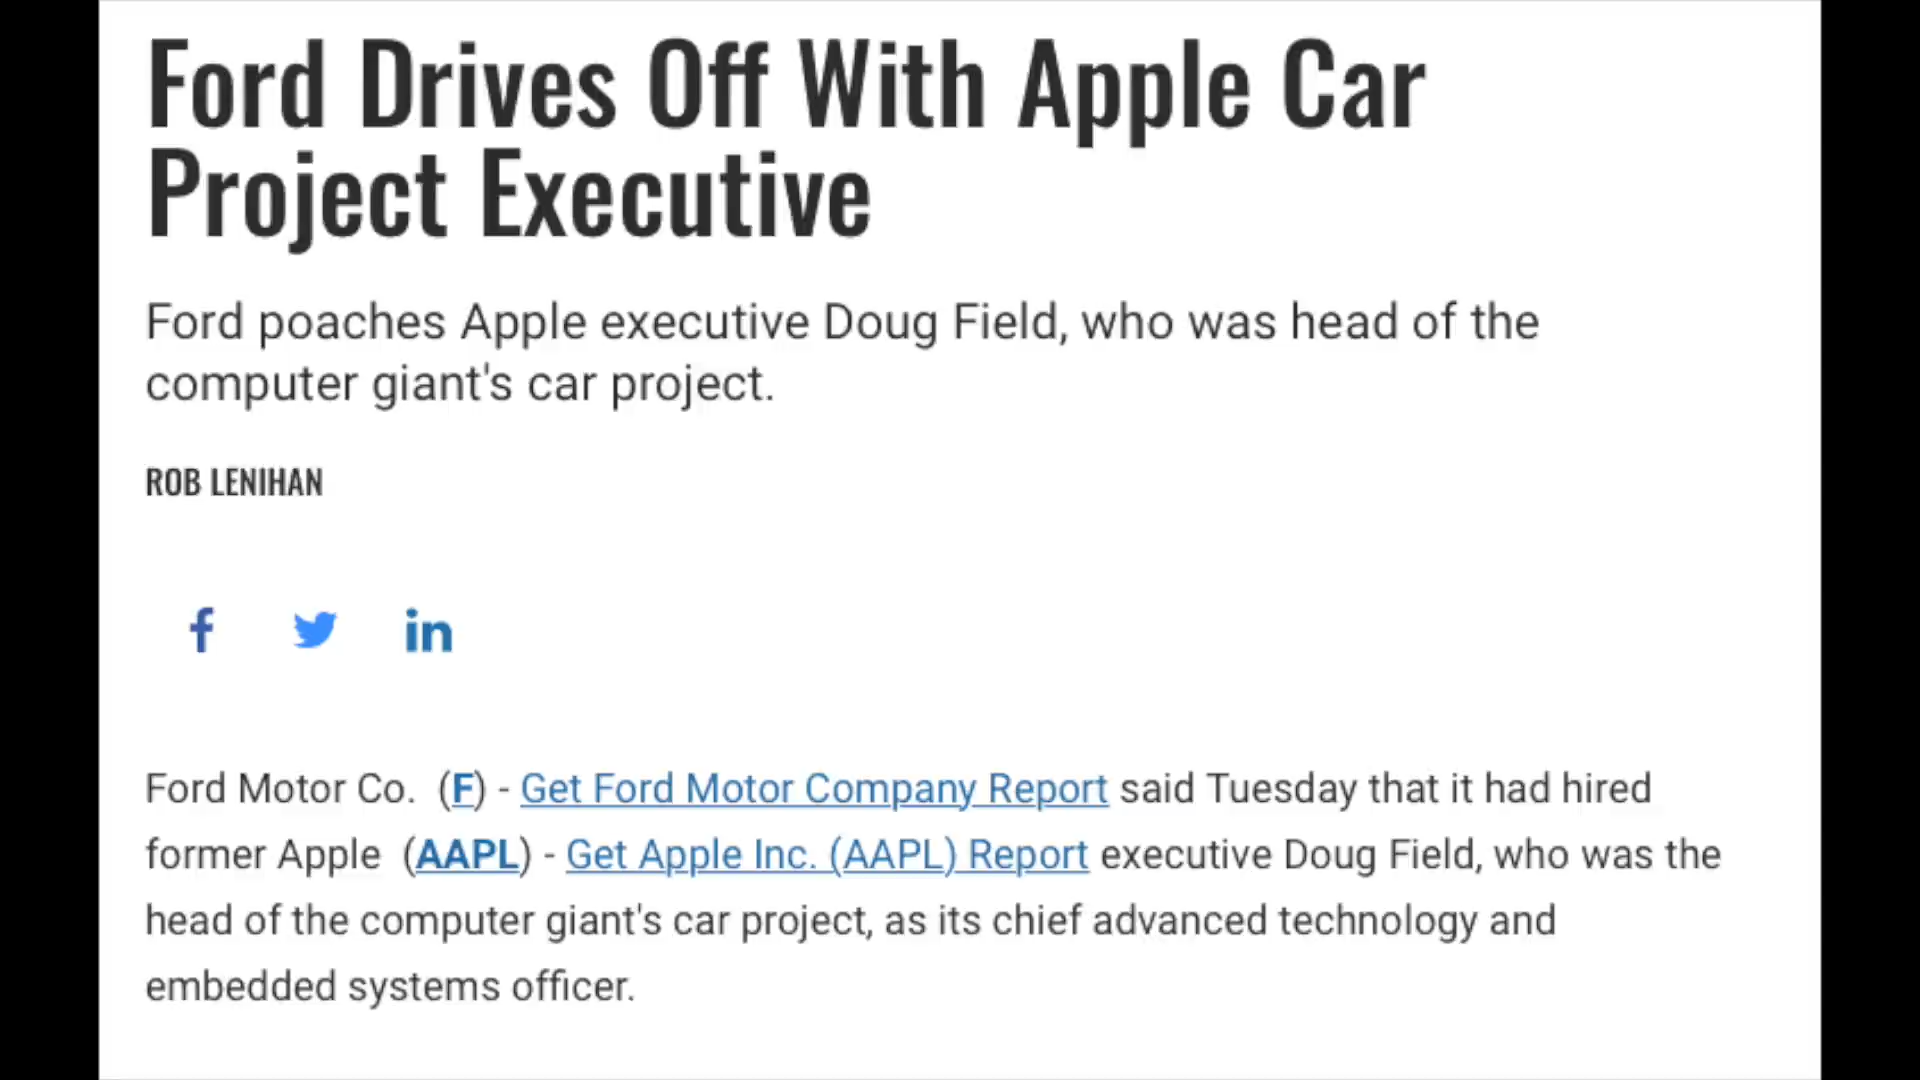 Ford Drives Off With Apple Car
Project Executive
Ford poaches Apple executive Doug Field, who was head of the
computer giant's car project.
ROB LENIHAN
f in
Ford Motor Co. (F) - Get Ford Motor Company Report said Tuesday that it had hired
former Apple (AAPL) - Get Apple Inc. (AAPL) Report executive Doug Field, who was the
head of the computer giant's car project, as its chief advanced technology and
embedded systems officer.